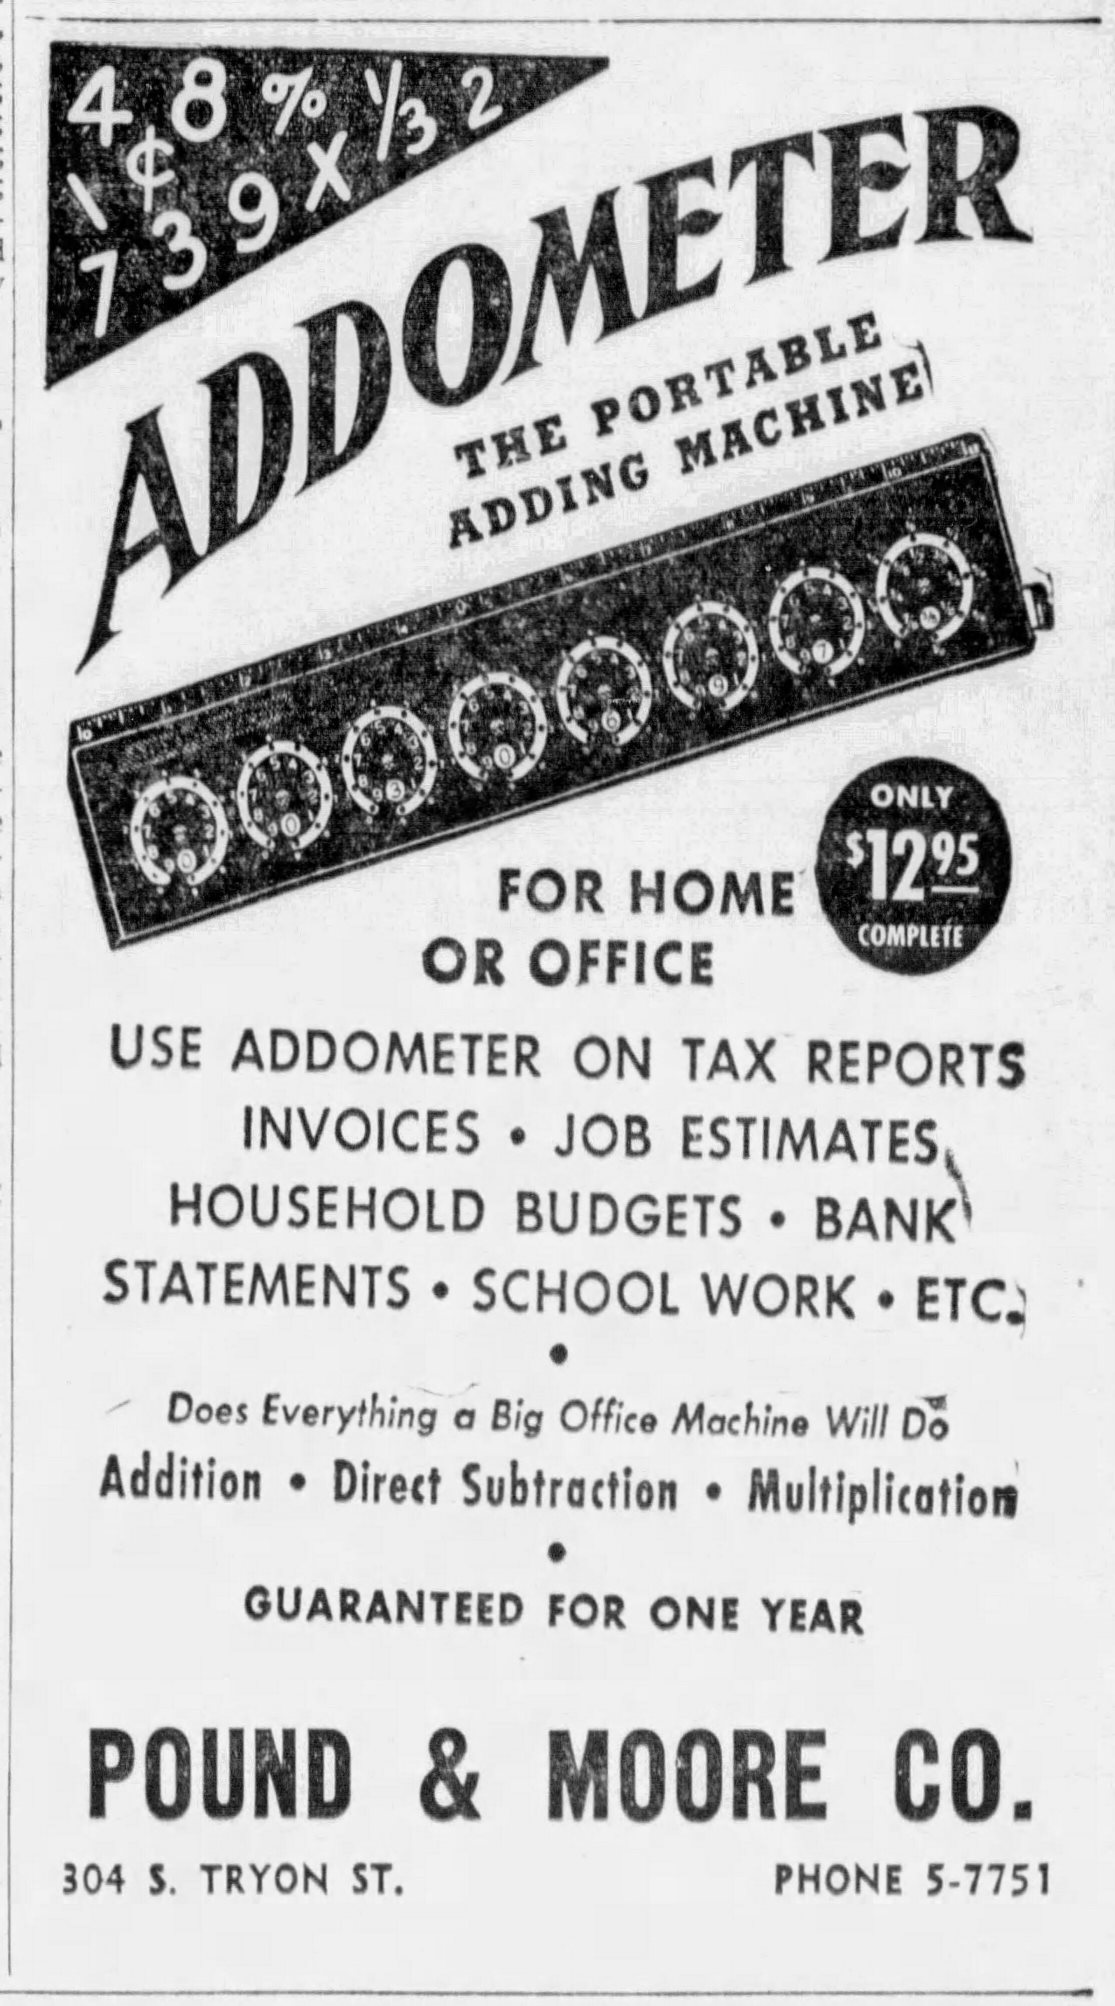 4 8 % 1/3 2
¢ 9 x
1 3
7
ADDOMETER
THE PORTABLE
ADDING MACHINE
ONLY
$12.95
COMPLETE
FOR HOME
OR OFFICE
USE ADDOMETER ON TAX REPORTS
INVOICES • JOB ESTIMATES
HOUSEHOLD BUDGETS • BANK
STATEMENTS • SCHOOL WORK • ETC.
•
Does Everything a Big Office Machine Will Do
Addition • Direct Subtraction • Multiplication
•
GUARANTEED FOR ONE YEAR
POUND & MOORE CO.
304 S. TRYON ST.
PHONE 5-7751